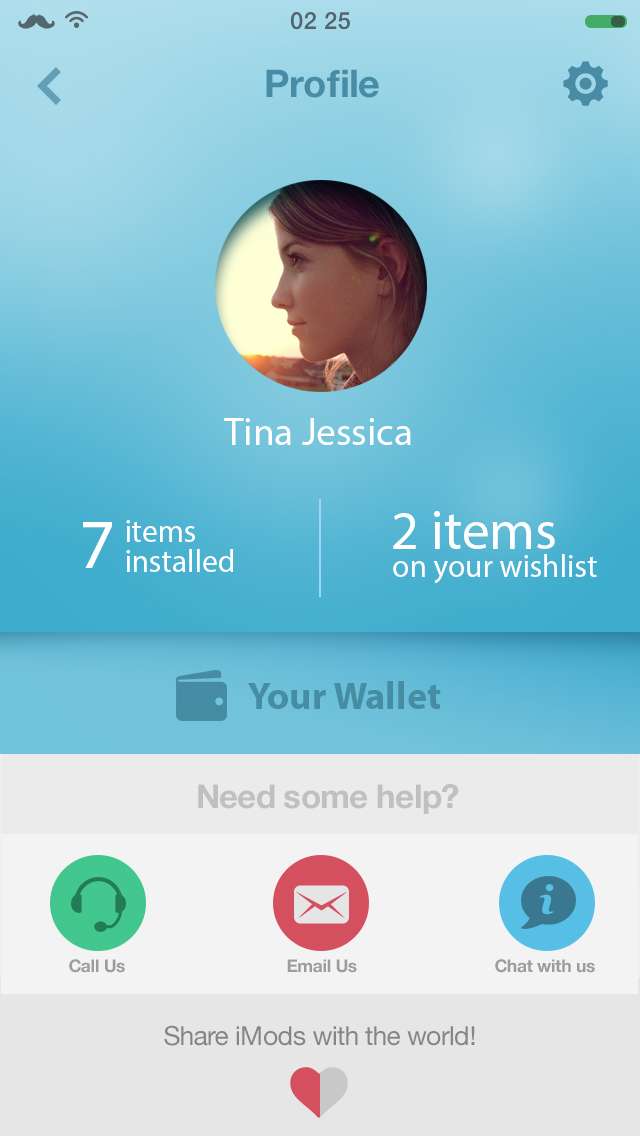 02 25
Profile
Tina Jessica
7 items
installed
2 items
on your wishlist
Your Wallet
Need some help?
Call Us
Email Us
Chat with us
Share iMods with the world!